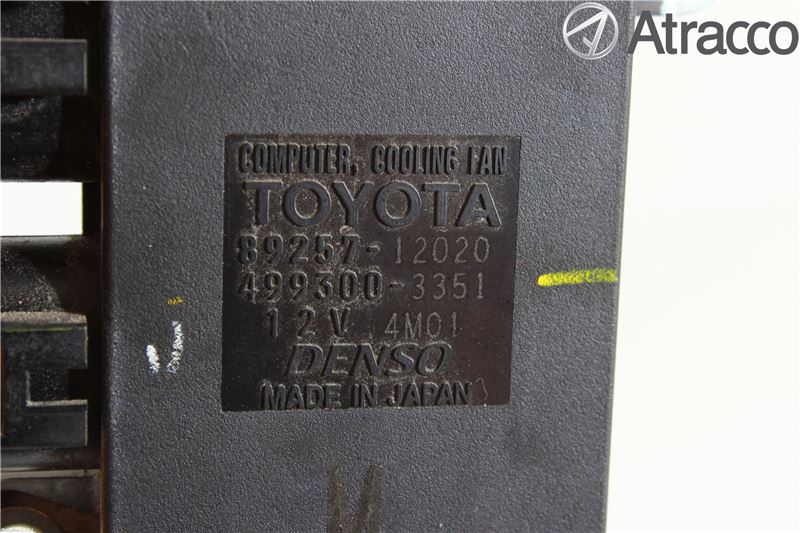 Atracco
COMPUTER, COOLING FAN
TOYOTA
89257-12020
499300-3351
12V 4M01
DENSO
MADE IN JAPAN
M